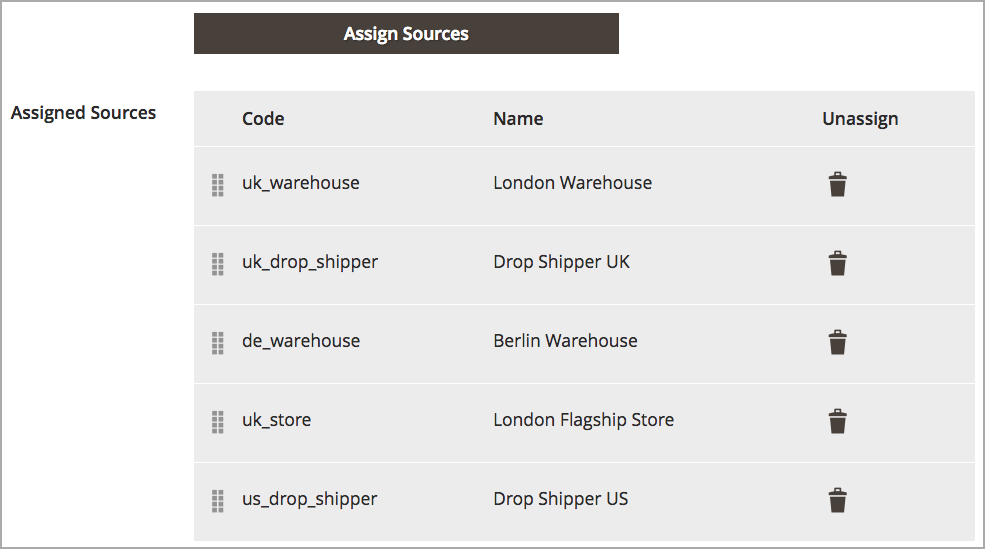 Assign Sources
Assigned Sources
Code Name Unassign
uk_warehouse London Warehouse
uk_drop_shipper Drop Shipper UK
de_warehouse Berlin Warehouse
uk_store London Flagship Store
us_drop_shipper Drop Shipper US